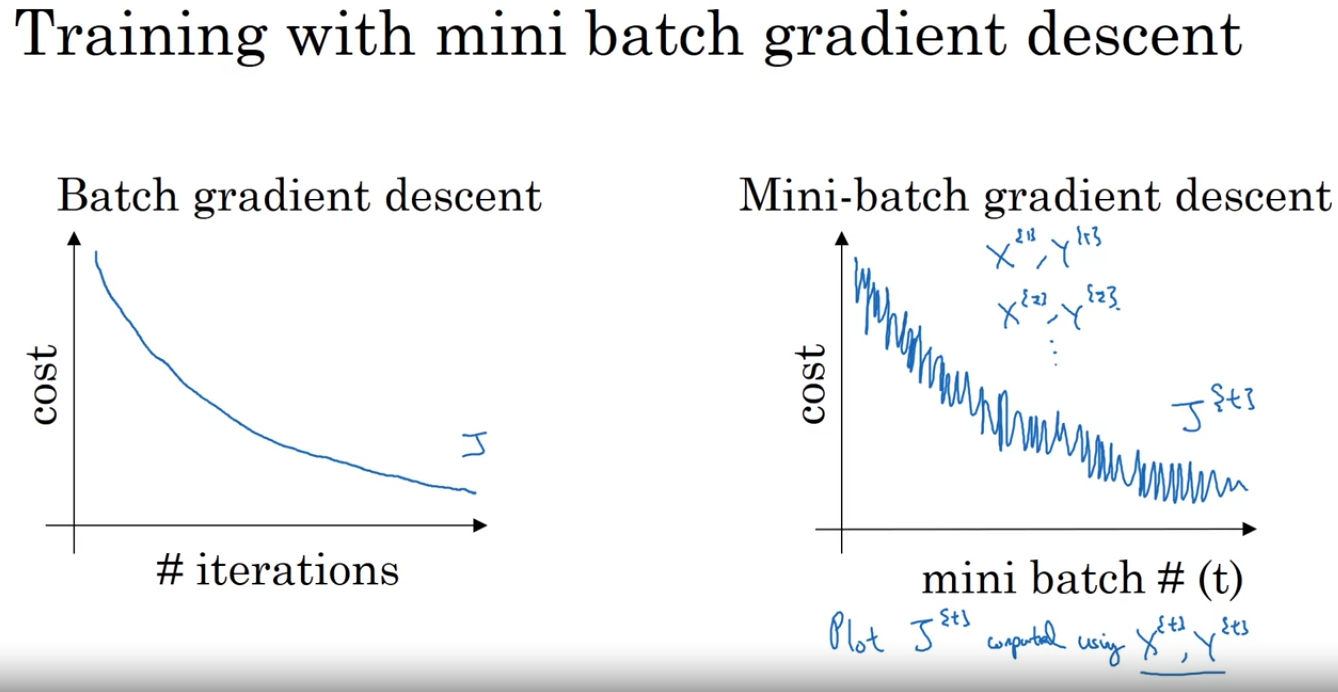 Training with mini batch gradient descent
Batch gradient descent
cost
J
# iterations
Mini-batch gradient descent
X^{1}, Y^{1}
X^{2}, Y^{2}
⋮
cost
J^{t}
mini batch # (t)
Plot J^{t} computed using X^{t}, Y^{t}